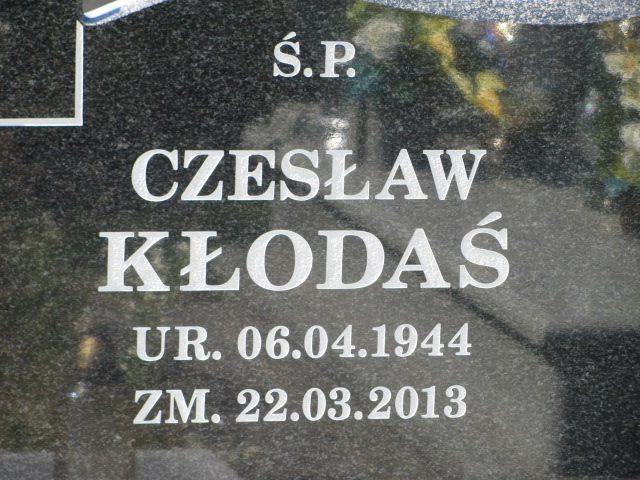 Ś.P.
CZESŁAW
KŁODAŚ
UR. 06.04.1944
ZM. 22.03.2013